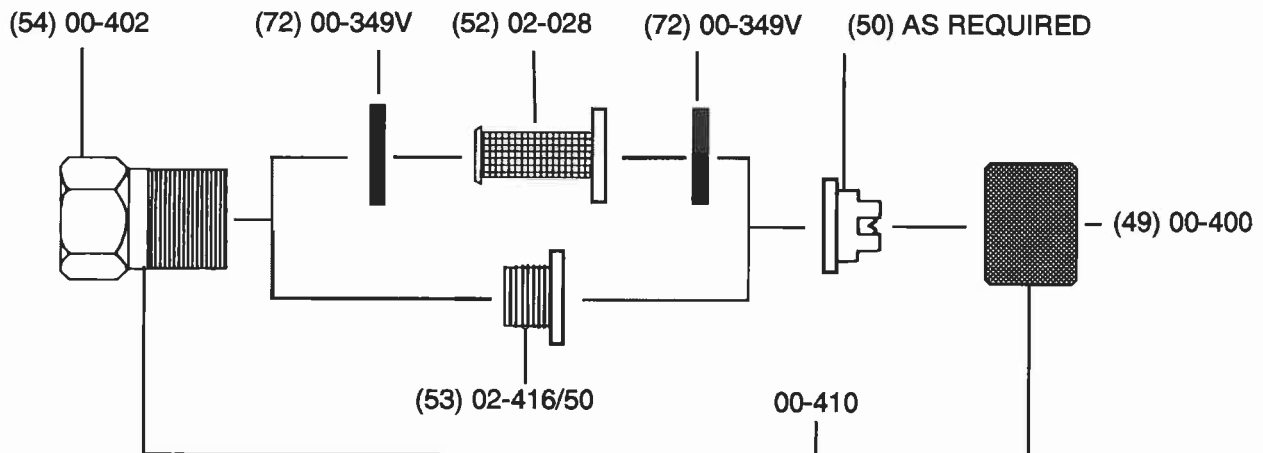 (54) 00-402
(72) 00-349V
(52) 02-028
(72) 00-349V
(50) AS REQUIRED
(49) 00-400
(53) 02-416/50
00-410